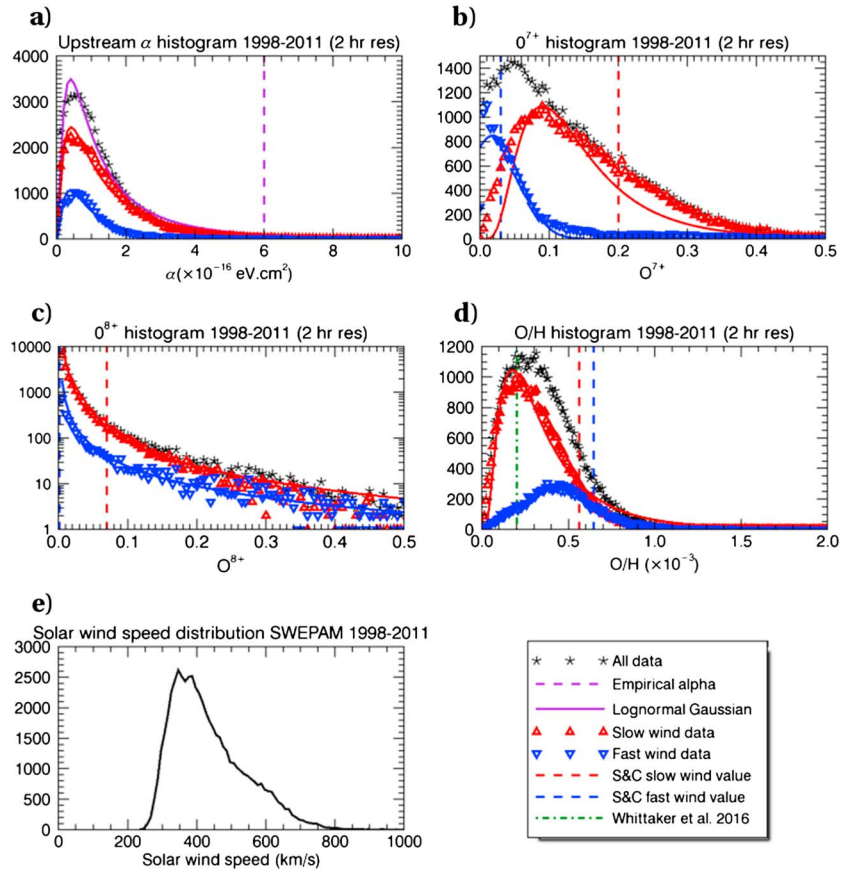 a)
Upstream α histogram 1998-2011 (2 hr res)
4000
3000
2000
1000
0
0 2 4 6 8 10
α(×10⁻¹⁶ eV.cm²)
b)
0⁷⁺ histogram 1998-2011 (2 hr res)
1400
1200
1000
800
600
400
200
0
0.0 0.1 0.2 0.3 0.4 0.5
O⁷⁺
c)
0⁸⁺ histogram 1998-2011 (2 hr res)
10000
1000
100
10
1
0.0 0.1 0.2 0.3 0.4 0.5
O⁸⁺
d)
O/H histogram 1998-2011 (2 hr res)
1200
1000
800
600
400
200
0
0.0 0.5 1.0 1.5 2.0
O/H (×10⁻³)
e)
Solar wind speed distribution SWEPAM 1998-2011
3000
2500
2000
1500
1000
500
0
0 200 400 600 800 1000
Solar wind speed (km/s)
All data
Empirical alpha
Lognormal Gaussian
Slow wind data
Fast wind data
S&C slow wind value
S&C fast wind value
Whittaker et al. 2016